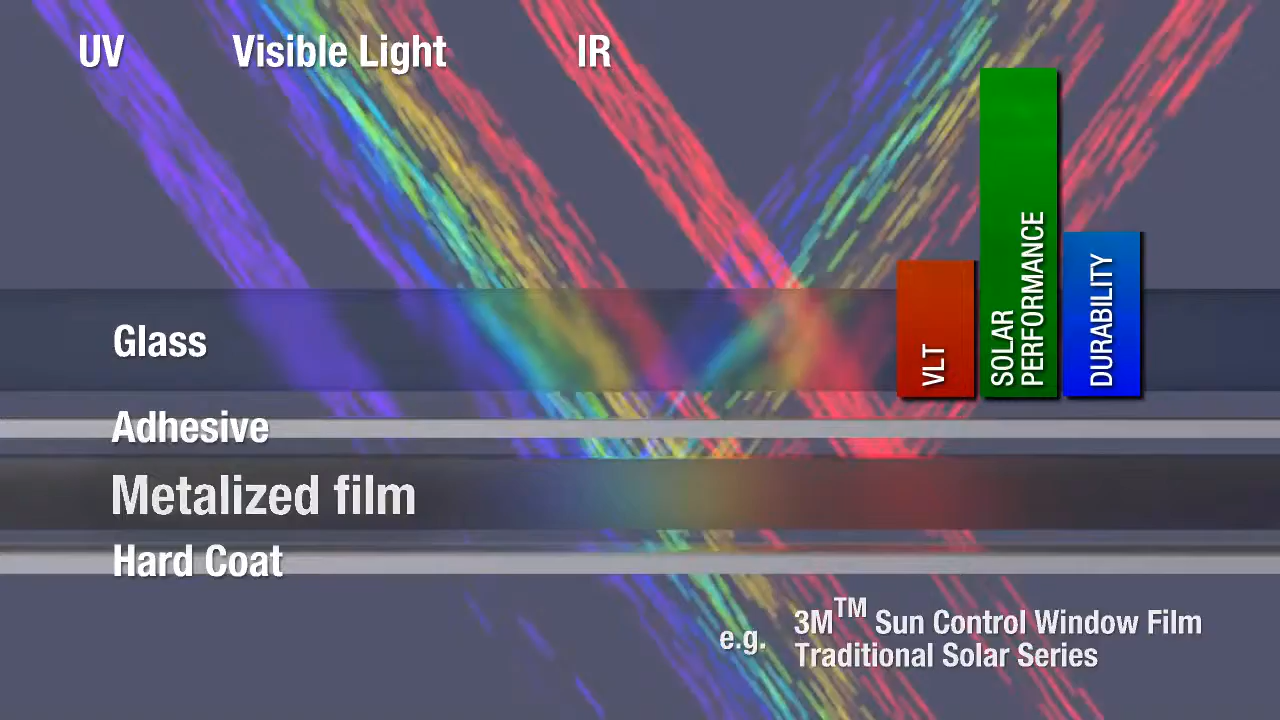 UV
Visible Light
IR
VLT
SOLAR
PERFORMANCE
DURABILITY
Glass
Adhesive
Metalized film
Hard Coat
e.g. 3M™ Sun Control Window Film
Traditional Solar Series